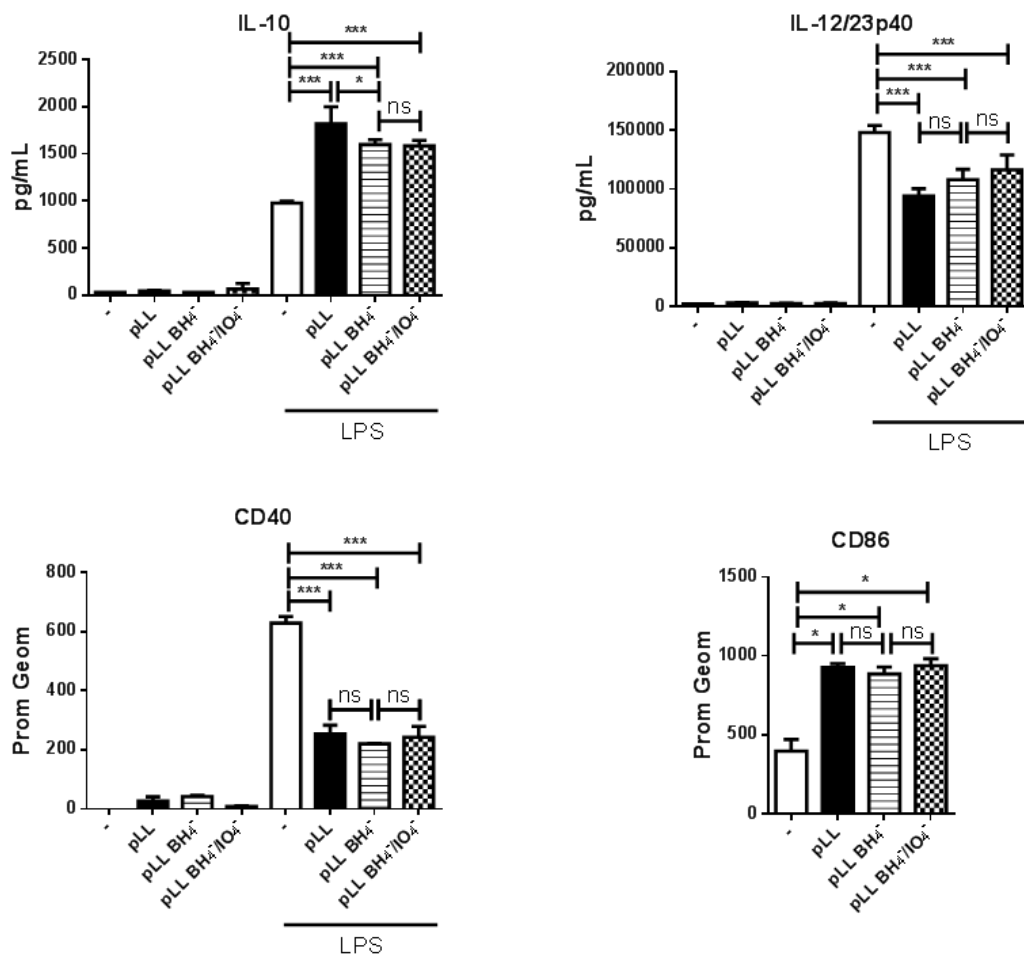 IL-10
***
***
***
*
ns
2500
2000
1500
1000
500
0
pg/mL
-
pLL
pLL BH₄⁻
pLL BH₄⁻/IO₄⁻
-
pLL
pLL BH₄⁻
pLL BH₄⁻/IO₄⁻
LPS
IL-12/23p40
***
***
***
ns
ns
200000
150000
100000
50000
0
pg/mL
-
pLL
pLL BH₄⁻
pLL BH₄⁻/IO₄⁻
-
pLL
pLL BH₄⁻
pLL BH₄⁻/IO₄⁻
LPS
CD40
***
***
***
ns
ns
800
600
400
200
0
Prom Geom
-
pLL
pLL BH₄⁻
pLL BH₄⁻/IO₄⁻
-
pLL
pLL BH₄⁻
pLL BH₄⁻/IO₄⁻
LPS
CD86
*
*
*
ns
ns
1500
1000
500
0
Prom Geom
-
pLL
pLL BH₄⁻
pLL BH₄⁻/IO₄⁻